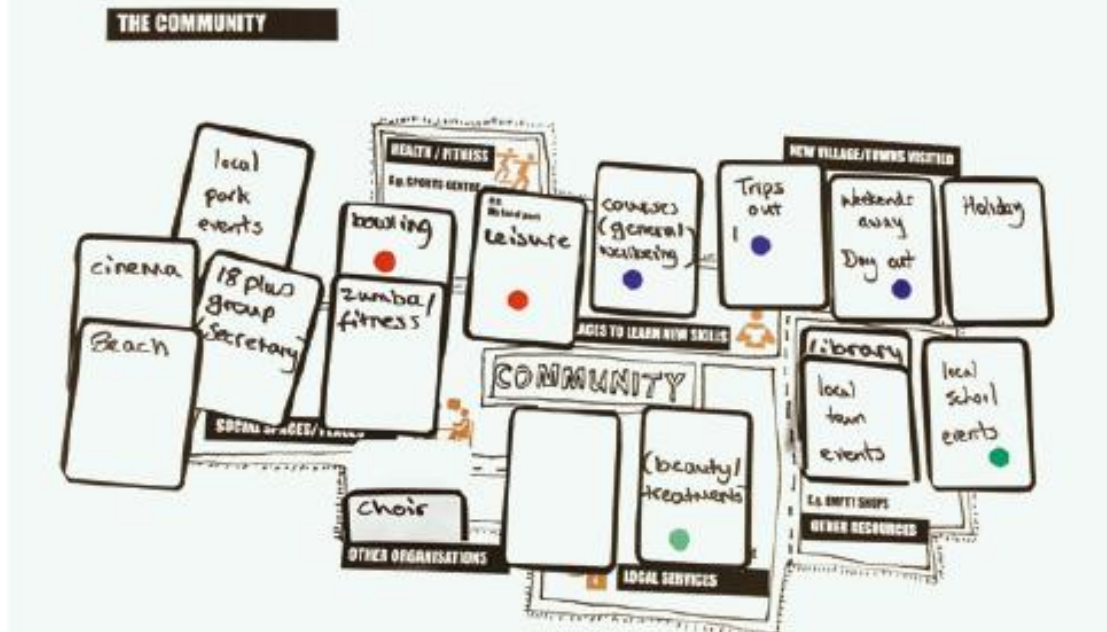 THE COMMUNITY
HEALTH / FITNESS
E.g. SPORTS CENTRE
NEW VILLAGE/TOWNS VISITED
local
park
events
cinema
Beach
18 plus
group
(Secretary)
bowling
zumba/
fitness
Leisure
courses
(general
wellbeing)
Trips
out
weekends
away
Day out
Holiday
TO LEARN NEW SKILLS
COMMUNITY
library
local
town
events
local
school
events
SOCIAL SPACES/
choir
OTHER ORGANISATIONS
(beauty/
treatments
LOCAL SERVICES
E.g. EMPTY SHOPS
OTHER RESOURCES